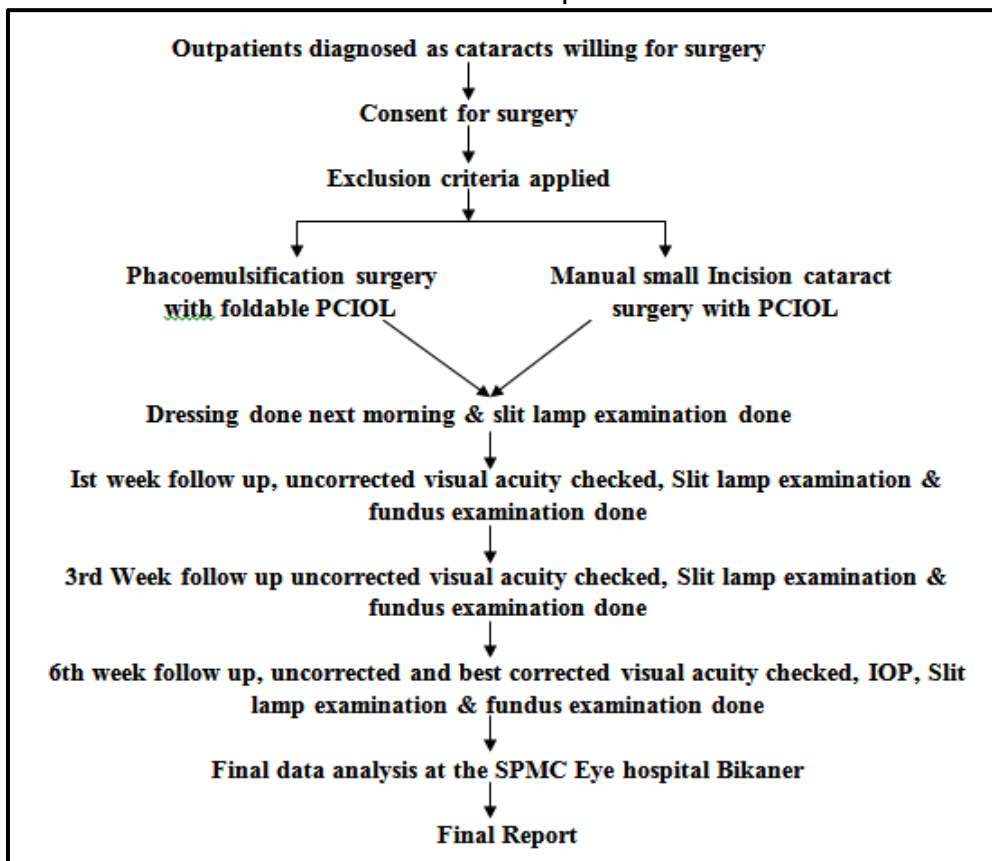 Outpatients diagnosed as cataracts willing for surgery
Consent for surgery
Exclusion criteria applied
Phacoemulsification surgery
with foldable PCIOL
Manual small Incision cataract
surgery with PCIOL
Dressing done next morning & slit lamp examination done
Ist week follow up, uncorrected visual acuity checked, Slit lamp examination &
fundus examination done
3rd Week follow up uncorrected visual acuity checked, Slit lamp examination &
fundus examination done
6th week follow up, uncorrected and best corrected visual acuity checked, IOP, Slit
lamp examination & fundus examination done
Final data analysis at the SPMC Eye hospital Bikaner
Final Report